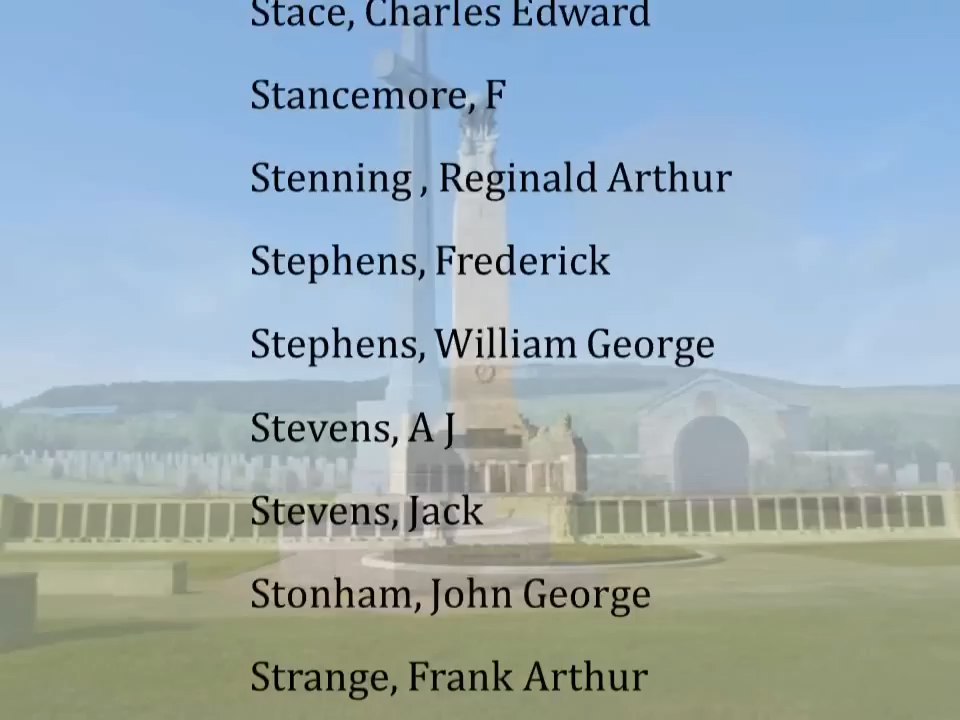 Stace, Charles Edward
Stancemore, F
Stenning , Reginald Arthur
Stephens, Frederick
Stephens, William George
Stevens, A J
Stevens, Jack
Stonham, John George
Strange, Frank Arthur